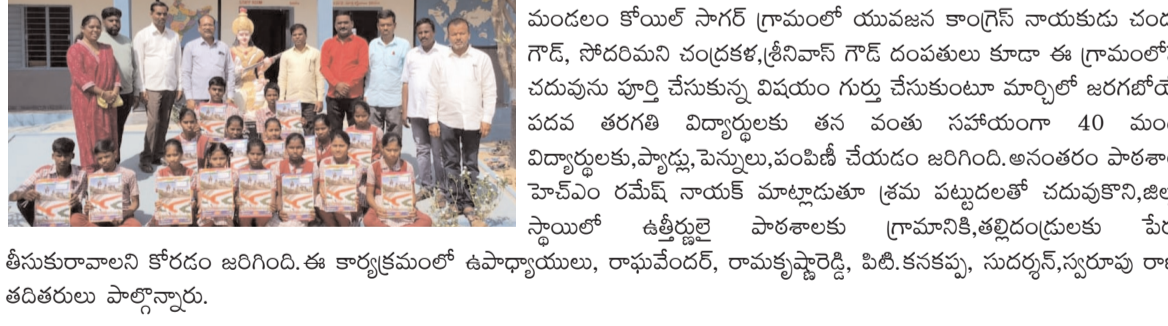 మండలం కోయిల్ సాగర్ గ్రామంలో యువజన కాంగ్రెస్ నాయకుడు
గౌడ్, సోదరిమని చంద్రకళ,శ్రీనివాస్ గౌడ్ దంపతులు కూడా ఈ గ్రామంలో
చదువును పూర్తి చేసుకున్న విషయం గుర్తు చేసుకుంటూ మార్చిలో
పదవ తరగతి విద్యార్థులకు తన వంతు సహాయంగా 40
విద్యార్థులకు,ప్యాడ్లు,పెన్నులు,పంపిణీ చేయడం జరిగింది.అనంతరం
హెచ్ఎం రమేష్ నాయక్ మాట్లాడుతూ శ్రమ పట్టుదలతో చదువుకొని,
స్థాయిలో ఉత్తీర్ణులై పాఠశాలకు గ్రామానికి,తల్లిదండ్రులకు
తీసుకురావాలని కోరడం జరిగింది.ఈ కార్యక్రమంలో ఉపాధ్యాయులు, రాఘవేందర్, రామకృష్ణారెడ్డి, పిటి.కనకప్ప, సుదర్శన్,స్వరూపు
తదితరులు పాల్గొన్నారు.